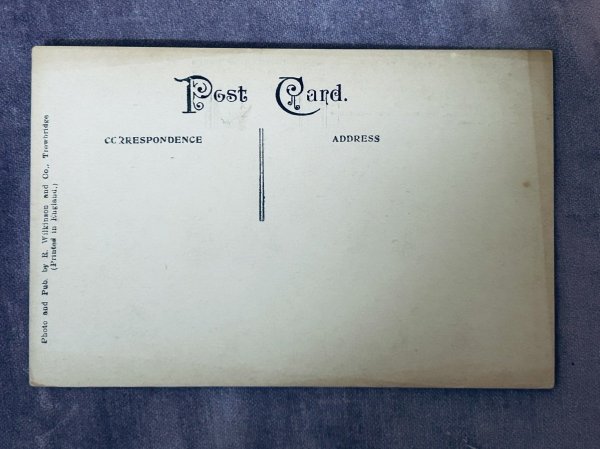 Post Card.
CORRESPONDENCE
ADDRESS
Photo and Pub. by R. Wilkinson and Co., Trowbridge
(Printed in England.)